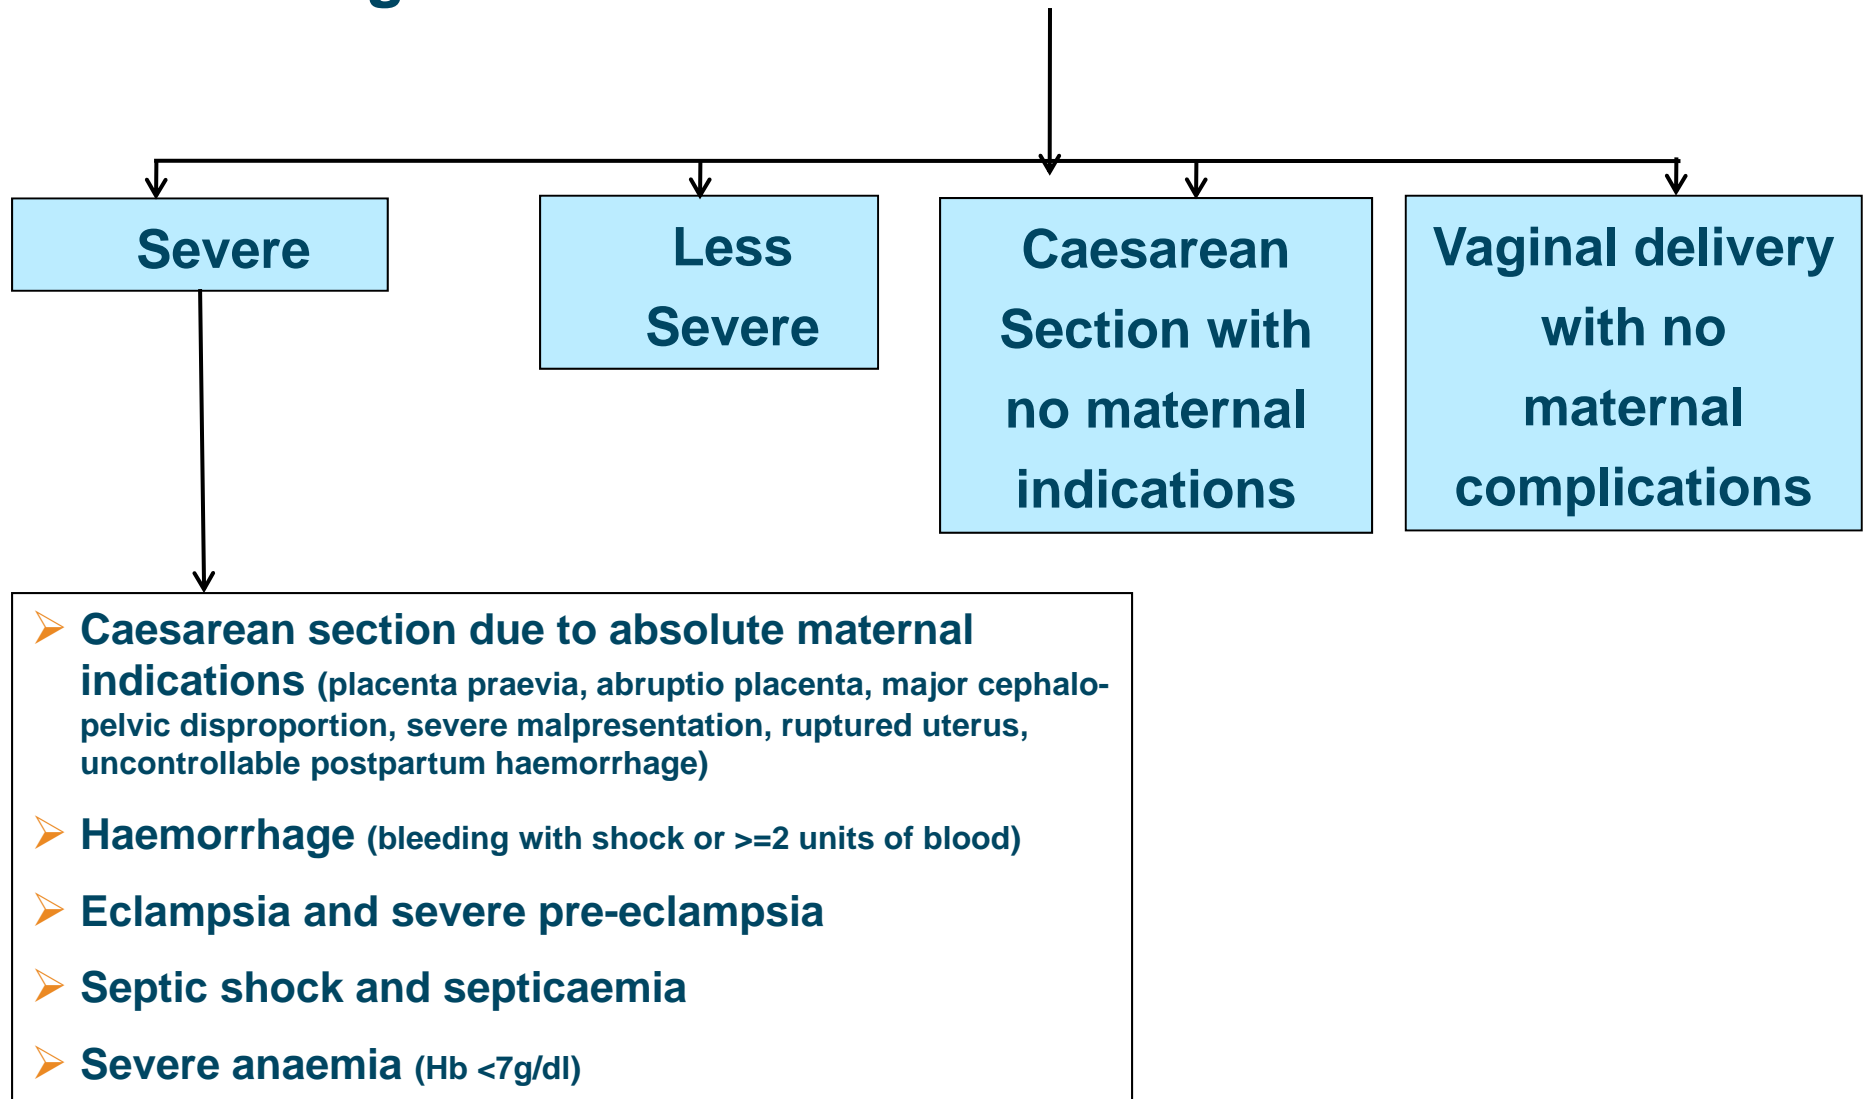 Severe
Less
Severe
Caesarean
Section with
no maternal
indications
Vaginal delivery
with no
maternal
complications
➢ Caesarean section due to absolute maternal
indications (placenta praevia, abruptio placenta, major cephalo-
pelvic disproportion, severe malpresentation, ruptured uterus,
uncontrollable postpartum haemorrhage)
➢ Haemorrhage (bleeding with shock or >=2 units of blood)
➢ Eclampsia and severe pre-eclampsia
➢ Septic shock and septicaemia
➢ Severe anaemia (Hb <7g/dl)